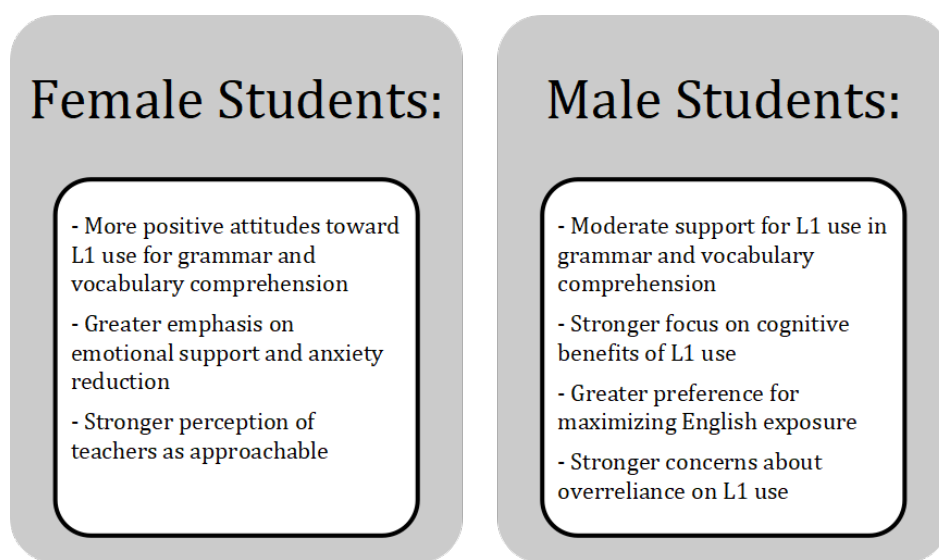 Female Students:
- More positive attitudes toward
L1 use for grammar and
vocabulary comprehension
- Greater emphasis on
emotional support and anxiety
reduction
- Stronger perception of
teachers as approachable
Male Students:
- Moderate support for L1 use in
grammar and vocabulary
comprehension
- Stronger focus on cognitive
benefits of L1 use
- Greater preference for
maximizing English exposure
- Stronger concerns about
overreliance on L1 use